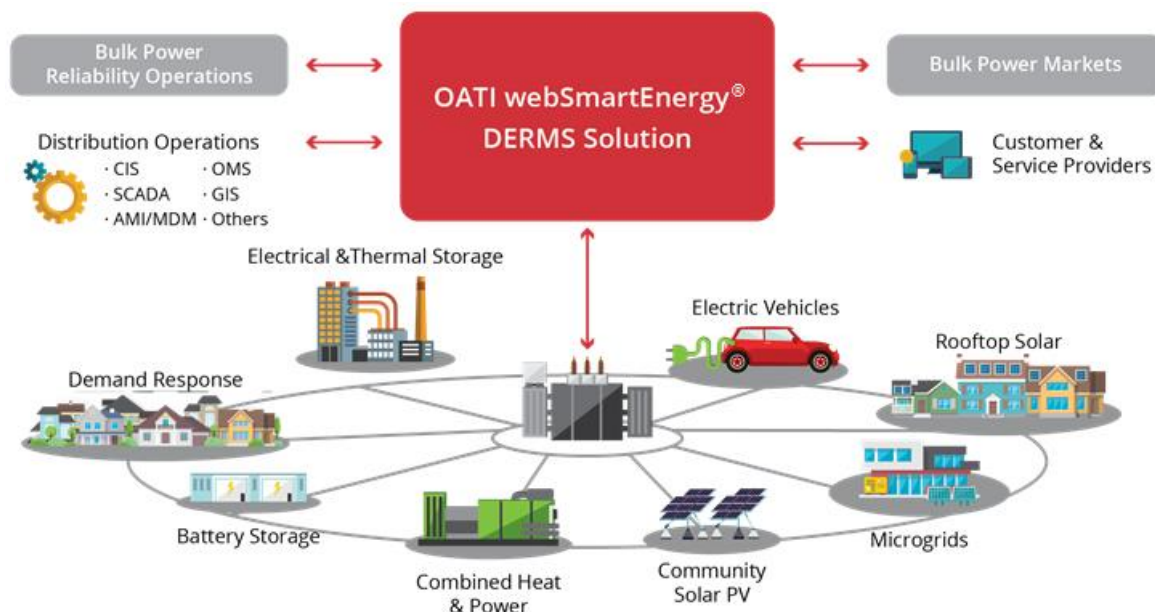 Bulk Power
Reliability Operations
OATI webSmartEnergy®
DERMS Solution
Bulk Power Markets
Distribution Operations
· CIS · OMS
· SCADA · GIS
· AMI/MDM · Others
Customer &
Service Providers
Electrical &Thermal Storage
Electric Vehicles
Rooftop Solar
Demand Response
Battery Storage
Combined Heat
& Power
Community
Solar PV
Microgrids